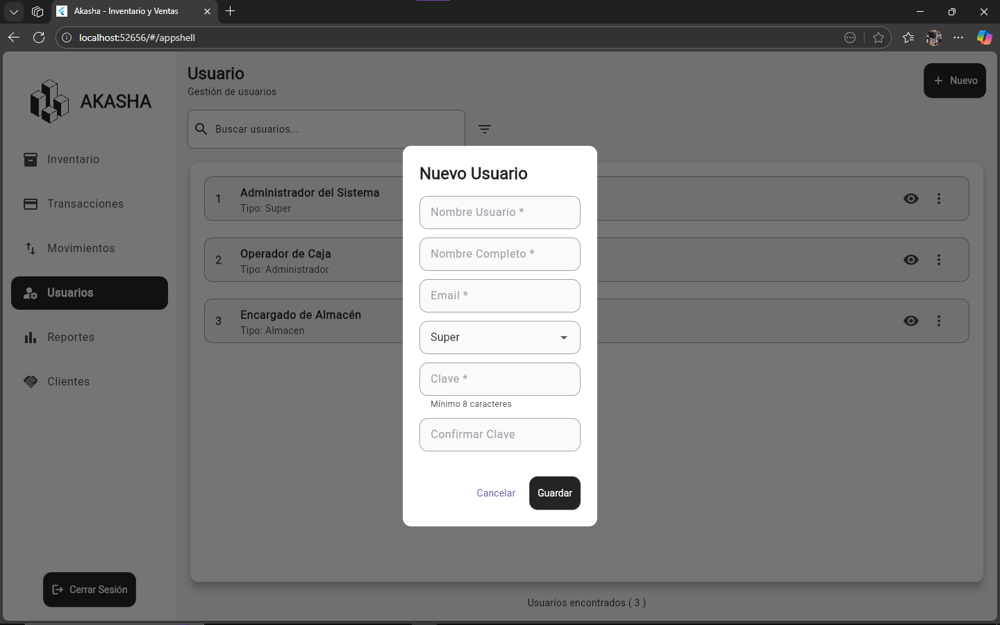 Akasha - Inventario y Ventas
localhost:52656/#/appshell
AKASHA
Inventario
Transacciones
Movimientos
Usuarios
Reportes
Clientes
Cerrar Sesión
Usuario
Gestión de usuarios
+ Nuevo
Buscar usuarios...
1
Administrador del Sistema
Tipo: Super
2
Operador de Caja
Tipo: Administrador
3
Encargado de Almacén
Tipo: Almacen
Nuevo Usuario
Nombre Usuario *
Nombre Completo *
Email *
Super
Clave *
Mínimo 8 caracteres
Confirmar Clave
Cancelar
Guardar
Usuarios encontrados ( 3 )